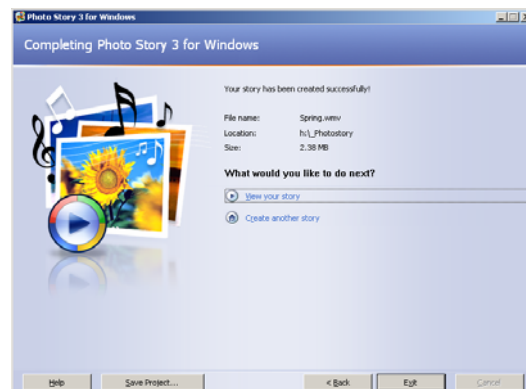 Photo Story 3 for Windows
Completing Photo Story 3 for Windows
Your story has been created successfully!
File name: Spring.wmv
Location: h:\_Photostory
Size: 2.38 MB
What would you like to do next?
View your story
Create another story
Help Save Project... < Back Exit Cancel